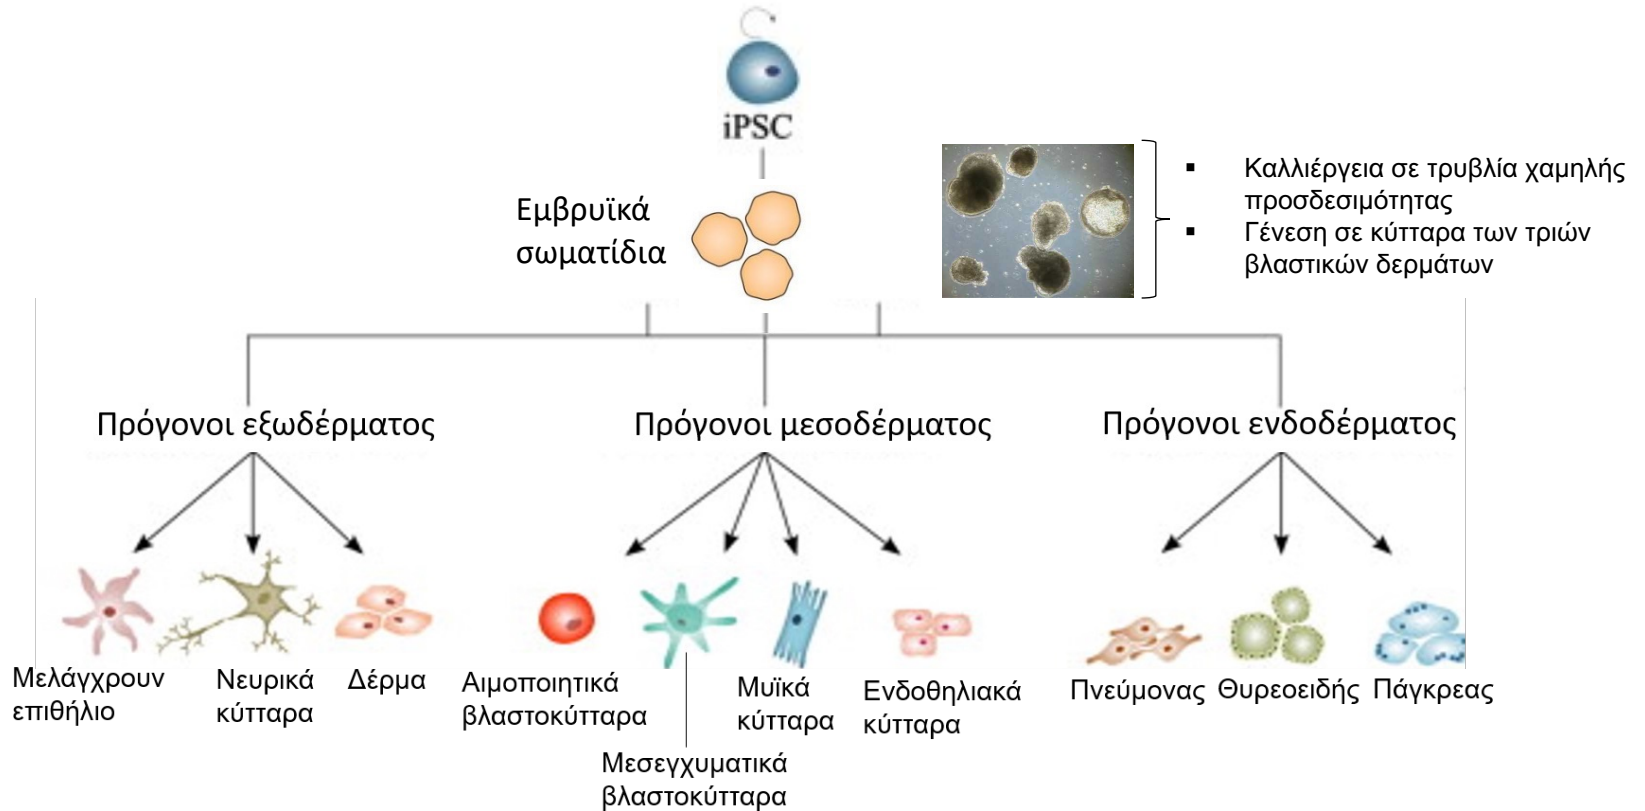 iPSC
Εμβρυϊκά
σωματίδια
▪ Καλλιέργεια σε τρυβλία χαμηλής
προσδεσιμότητας
▪ Γένεση σε κύτταρα των τριών
βλαστικών δερμάτων
Πρόγονοι εξωδέρματος
Πρόγονοι μεσοδέρματος
Πρόγονοι ενδοδέρματος
Μελάγχρουν
επιθήλιο
Νευρικά
κύτταρα
Δέρμα
Αιμοποιητικά
βλαστοκύτταρα
Μεσεγχυματικά
βλαστοκύτταρα
Μυϊκά
κύτταρα
Ενδοθηλιακά
κύτταρα
Πνεύμονας
Θυρεοειδής
Πάγκρεας